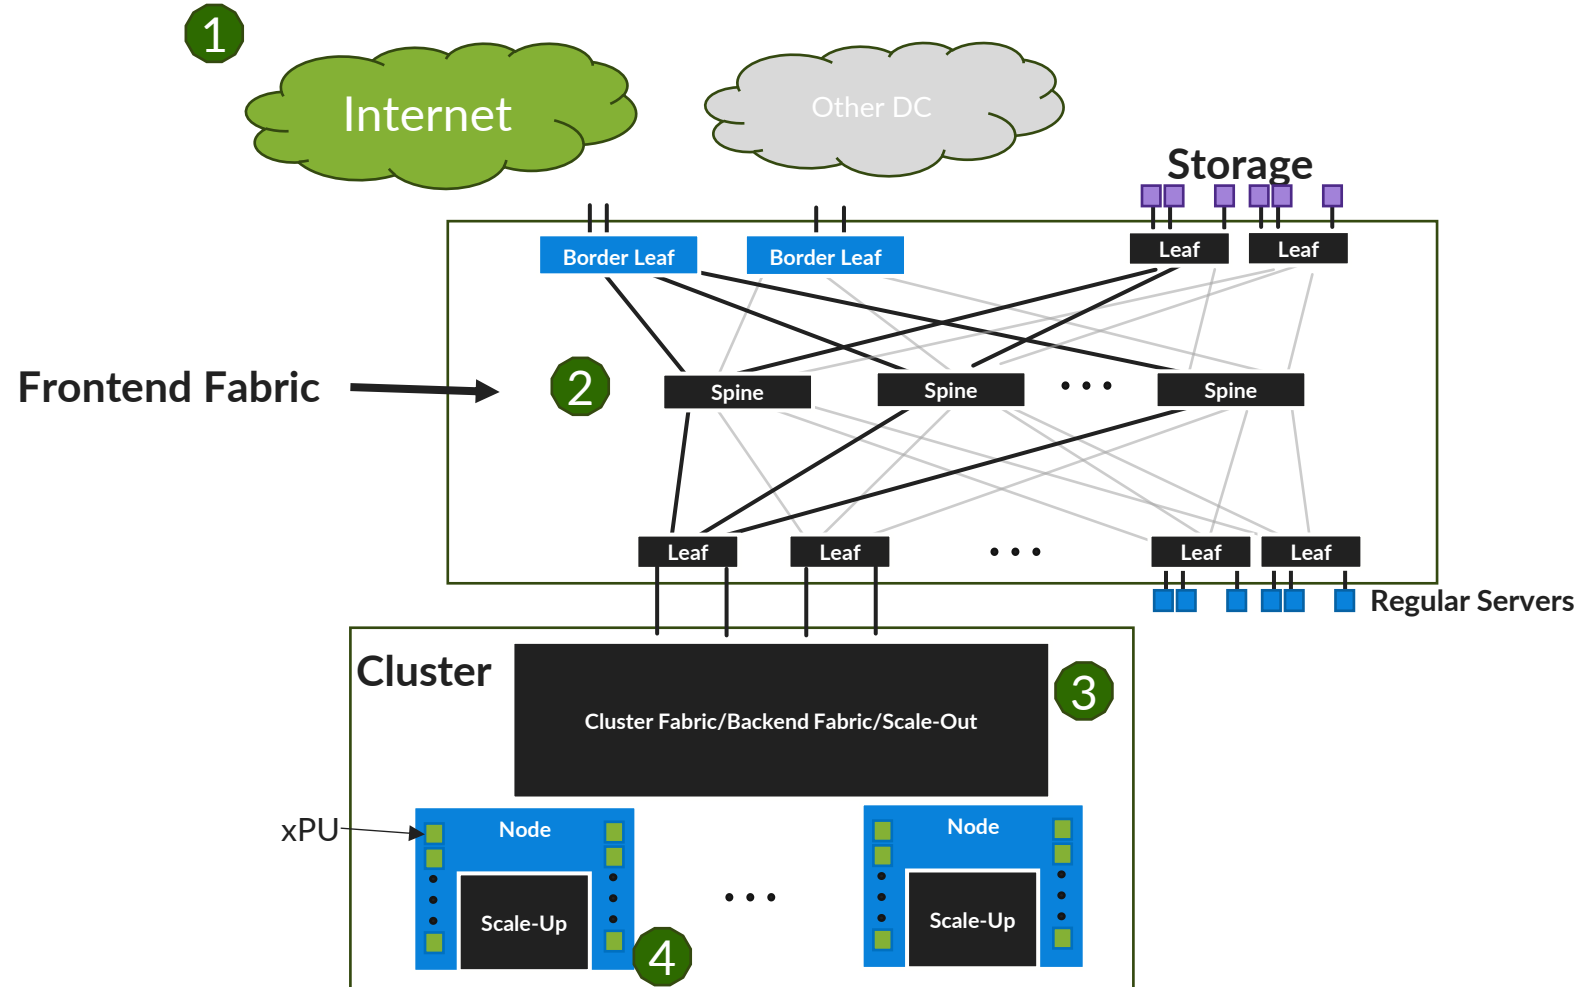 1
Internet
Other DC
Storage
Border Leaf
Border Leaf
Leaf
Leaf
Frontend Fabric
2
Spine
Spine
Spine
Leaf
Leaf
Leaf
Leaf
Regular Servers
Cluster
3
Cluster Fabric/Backend Fabric/Scale-Out
xPU
Node
Node
Scale-Up
Scale-Up
4